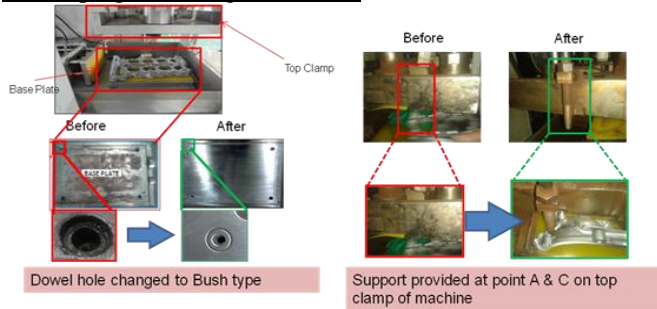 Top Clamp
Base Plate
Before
After
BASE PLATE
Dowel hole changed to Bush type
Before
After
Support provided at point A & C on top
clamp of machine